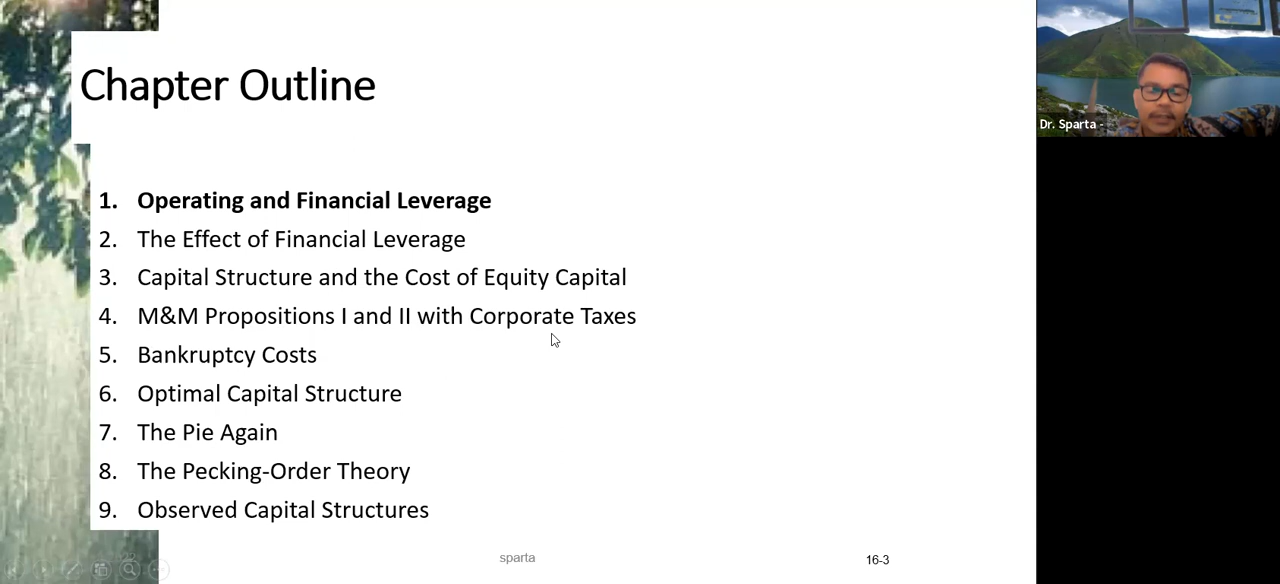 Chapter Outline
1. Operating and Financial Leverage
2. The Effect of Financial Leverage
3. Capital Structure and the Cost of Equity Capital
4. M&M Propositions I and II with Corporate Taxes
5. Bankruptcy Costs
6. Optimal Capital Structure
7. The Pie Again
8. The Pecking-Order Theory
9. Observed Capital Structures
sparta
16-3
Dr. Sparta -